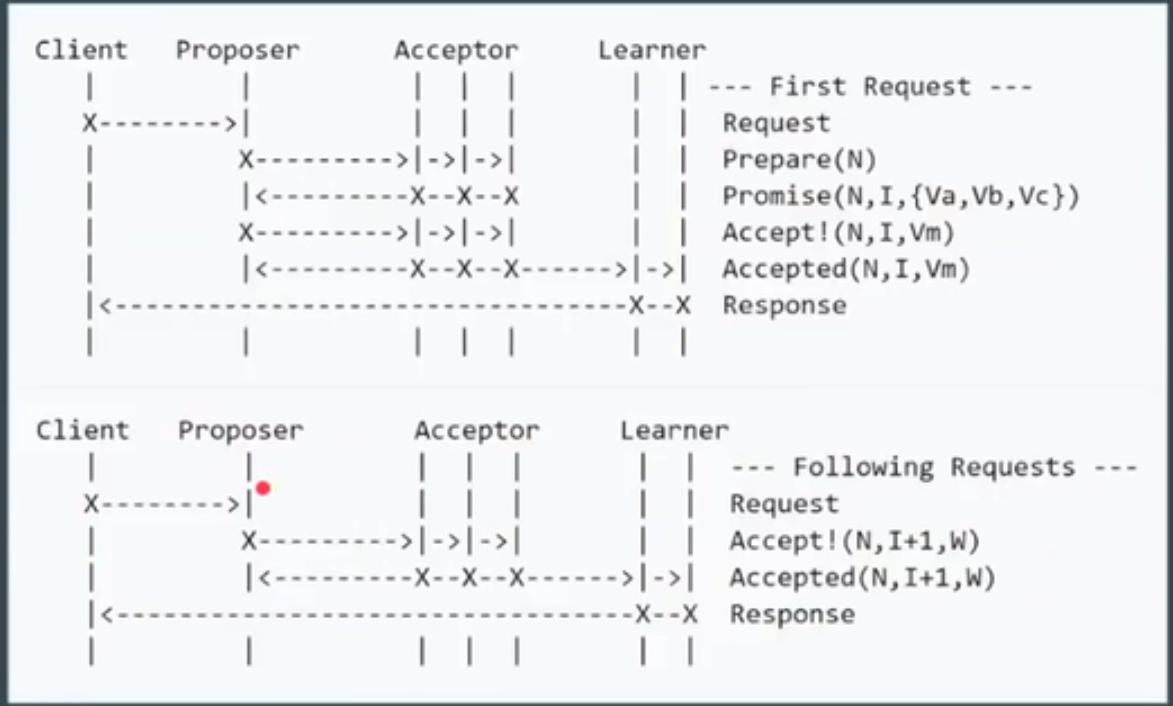 Client Proposer Acceptor Learner
| | | | | | | --- First Request ---
X-------->| | | | | | Request
| X--------->|->|->| | | Prepare(N)
| |<---------X--X--X | | Promise(N,I,{Va,Vb,Vc})
| X--------->|->|->| | | Accept!(N,I,Vm)
| |<---------X--X--X------>|->| Accepted(N,I,Vm)
|<---------------------------------X--X Response
| | | | | | |
Client Proposer Acceptor Learner
| | | | | | | --- Following Requests ---
X-------->| | | | | | Request
| X--------->|->|->| | | Accept!(N,I+1,W)
| |<---------X--X--X------>|->| Accepted(N,I+1,W)
|<---------------------------------X--X Response
| | | | | | |